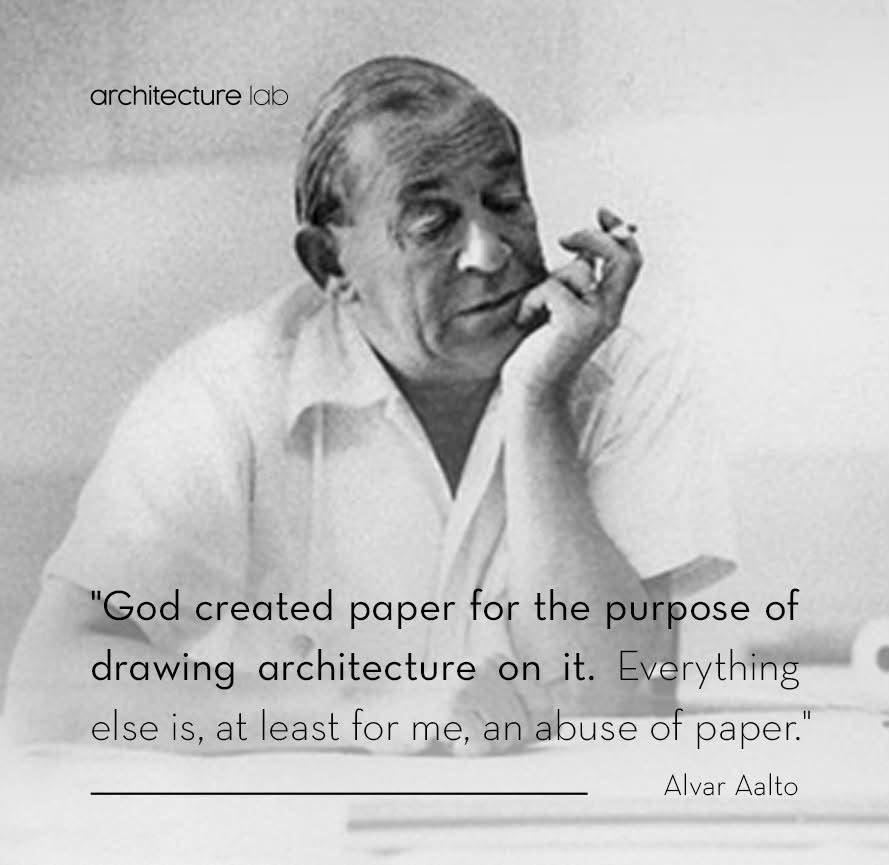 architecture lab
"God created paper for the purpose of
drawing architecture on it. Everything
else is, at least for me, an abuse of paper."
Alvar Aalto